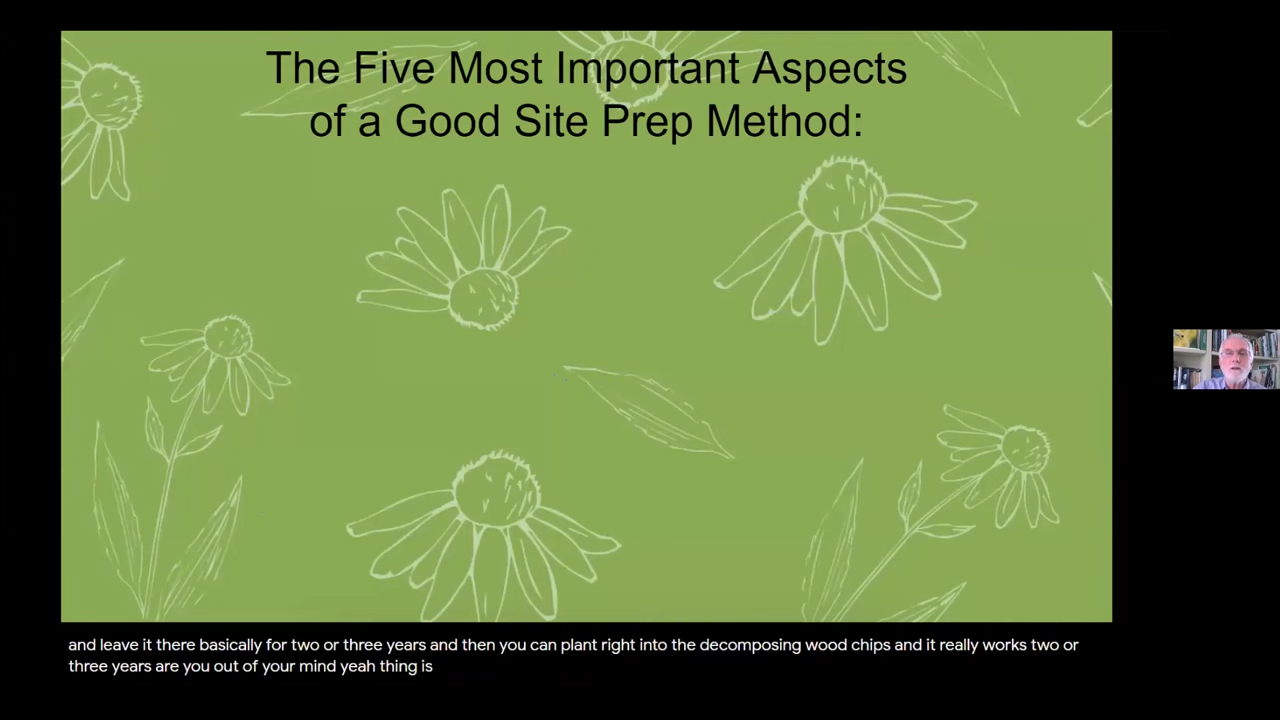 The Five Most Important Aspects
of a Good Site Prep Method:
and leave it there basically for two or three years and then you can plant right into the decomposing wood chips and it really works two or
three years are you out of your mind yeah thing is